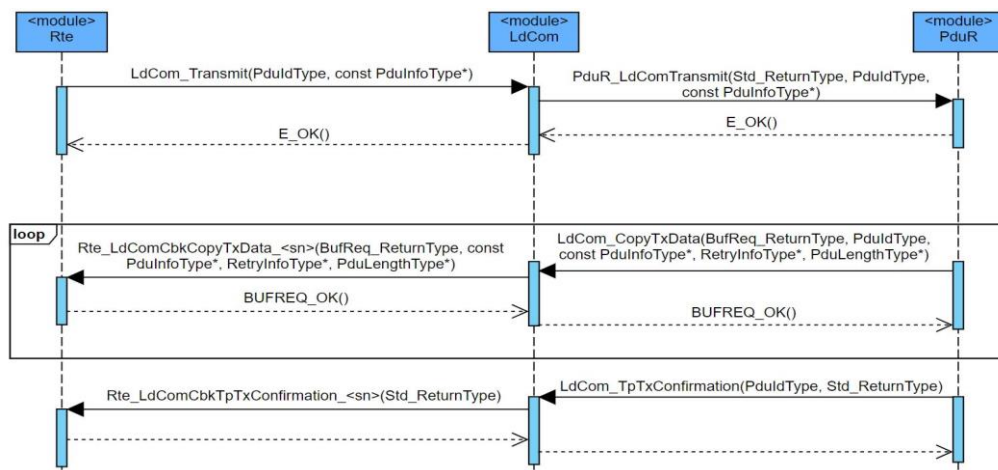 <module>
Rte
<module>
LdCom
<module>
PduR
LdCom_Transmit(PduIdType, const PduInfoType*)
PduR_LdComTransmit(Std_ReturnType, PduIdType,
const PduInfoType*)
E_OK()
E_OK()
loop
Rte_LdComCbkCopyTxData_<sn>(BufReq_ReturnType, const
PduInfoType*, RetryInfoType*, PduLengthType*)
LdCom_CopyTxData(BufReq_ReturnType, PduIdType,
const PduInfoType*, RetryInfoType*, PduLengthType*)
BUFREQ_OK()
BUFREQ_OK()
Rte_LdComCbkTpTxConfirmation_<sn>(Std_ReturnType)
LdCom_TpTxConfirmation(PduIdType, Std_ReturnType)